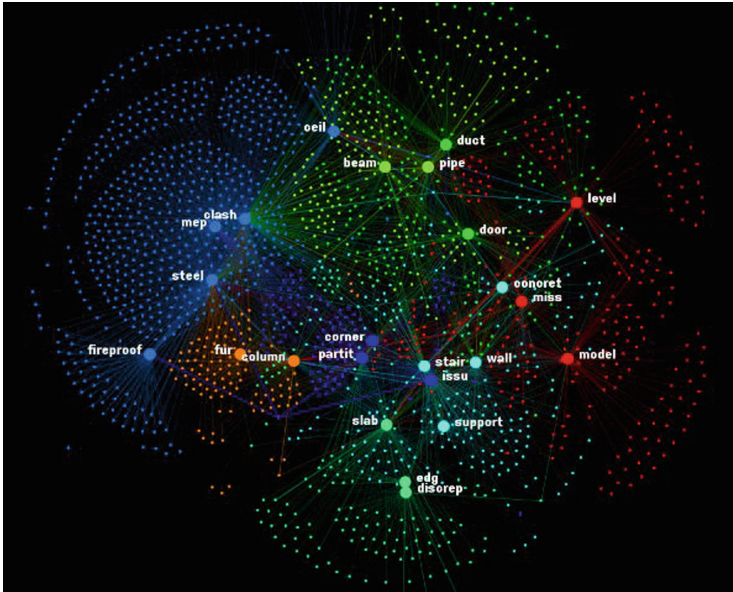 ceil
duct
beam
pipe
level
clash
mep
door
steel
concret
miss
corner
fireproof
fur
column
partit
stair
wall
model
issu
slab
support
edg
discrep